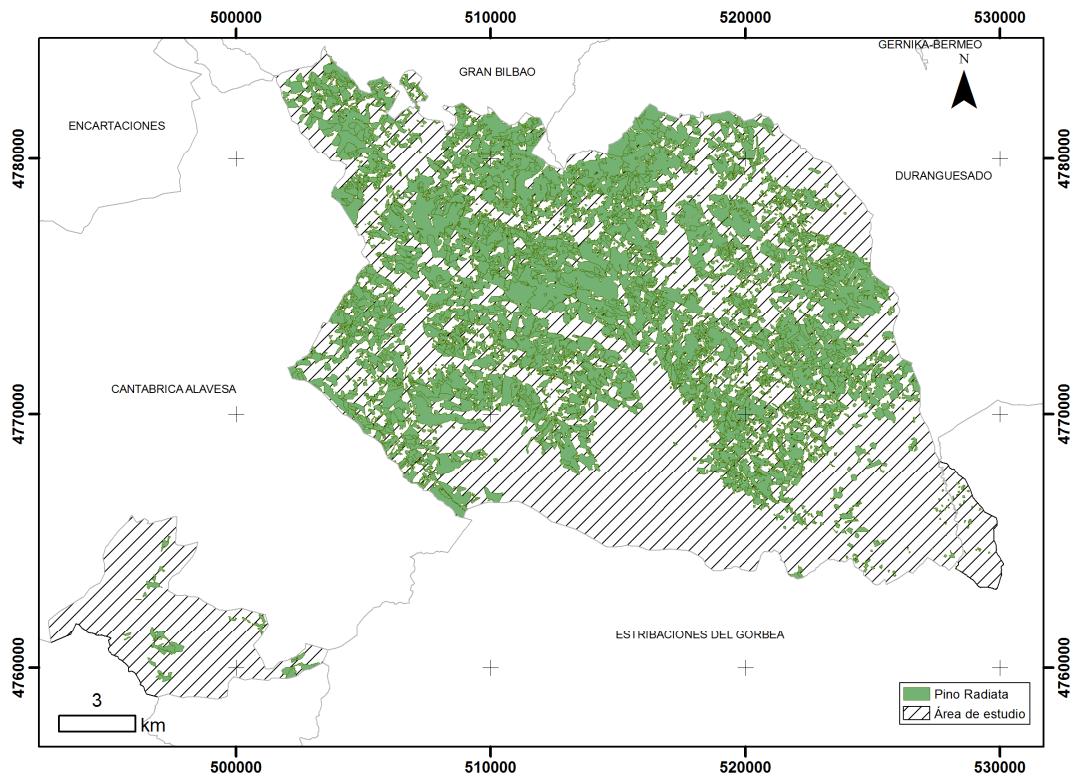 500000 510000 520000 530000
GERNIKA-BERMEO
N
GRAN BILBAO
ENCARTACIONES
4780000 4780000
DURANGUESADO
CANTABRICA ALAVESA
4770000 4770000
ESTRIBACIONES DEL GORBEA
4760000 4760000
Pino Radiata
3
Área de estudio
km
500000 510000 520000 530000